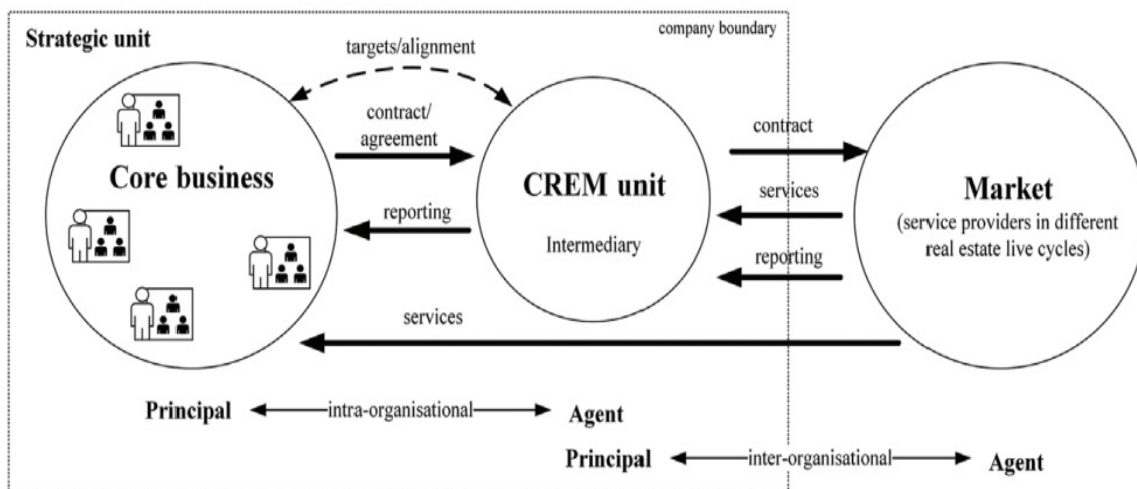 company boundary
Strategic unit
targets/alignment
contract/
agreement
contract
Core business
CREM unit
Market
services
(service providers in different
real estate live cycles)
reporting
Intermediary
reporting
services
Principal
intra-organisational
Agent
Principal
inter-organisational
Agent